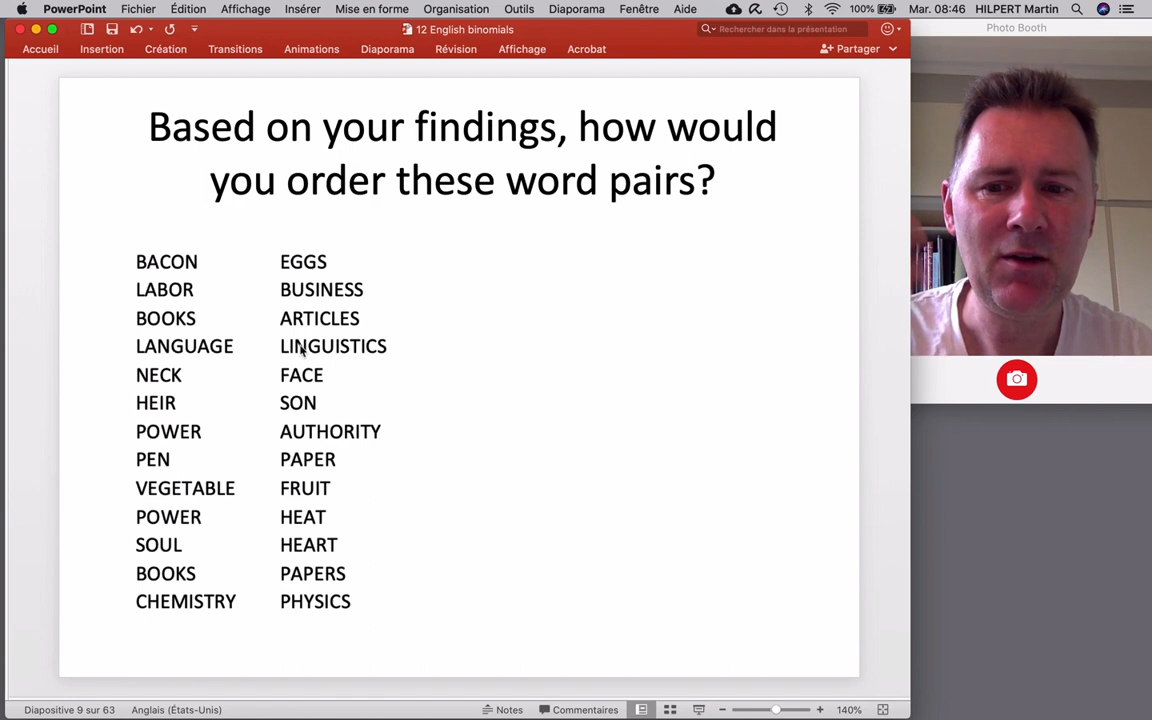 PowerPoint Fichier Édition Affichage Insérer Mise en forme Organisation Outils Diaporama Fenêtre Aide 100% Mar. 08:46 HILPERT Martin
12 English binomials
Rechercher dans la présentation
Photo Booth
Accueil Insertion Création Transitions Animations Diaporama Révision Affichage Acrobat Partager
Based on your findings, how would
you order these word pairs?
BACON EGGS
LABOR BUSINESS
BOOKS ARTICLES
LANGUAGE LINGUISTICS
NECK FACE
HEIR SON
POWER AUTHORITY
PEN PAPER
VEGETABLE FRUIT
POWER HEAT
SOUL HEART
BOOKS PAPERS
CHEMISTRY PHYSICS
Diapositive 9 sur 63 Anglais (États-Unis) Notes Commentaires 140%